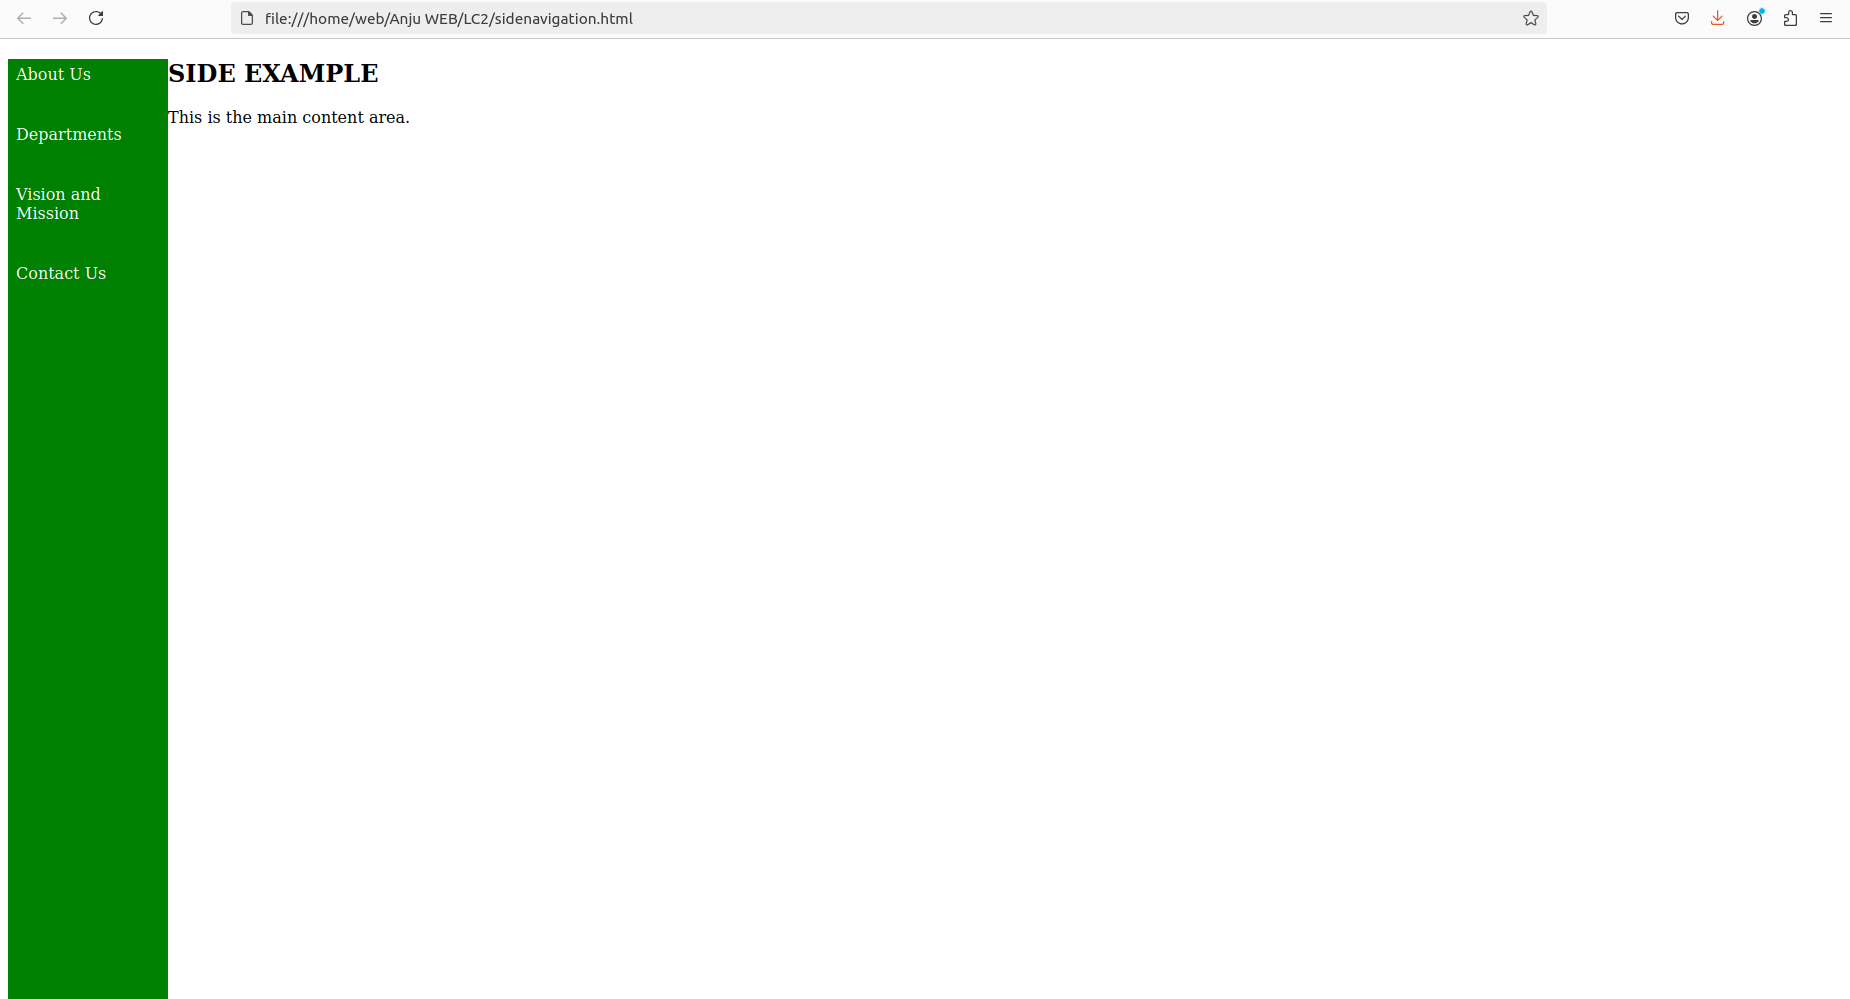 file:///home/web/Anju WEB/LC2/sidenavigation.html
About Us
Departments
Vision and
Mission
Contact Us
SIDE EXAMPLE
This is the main content area.